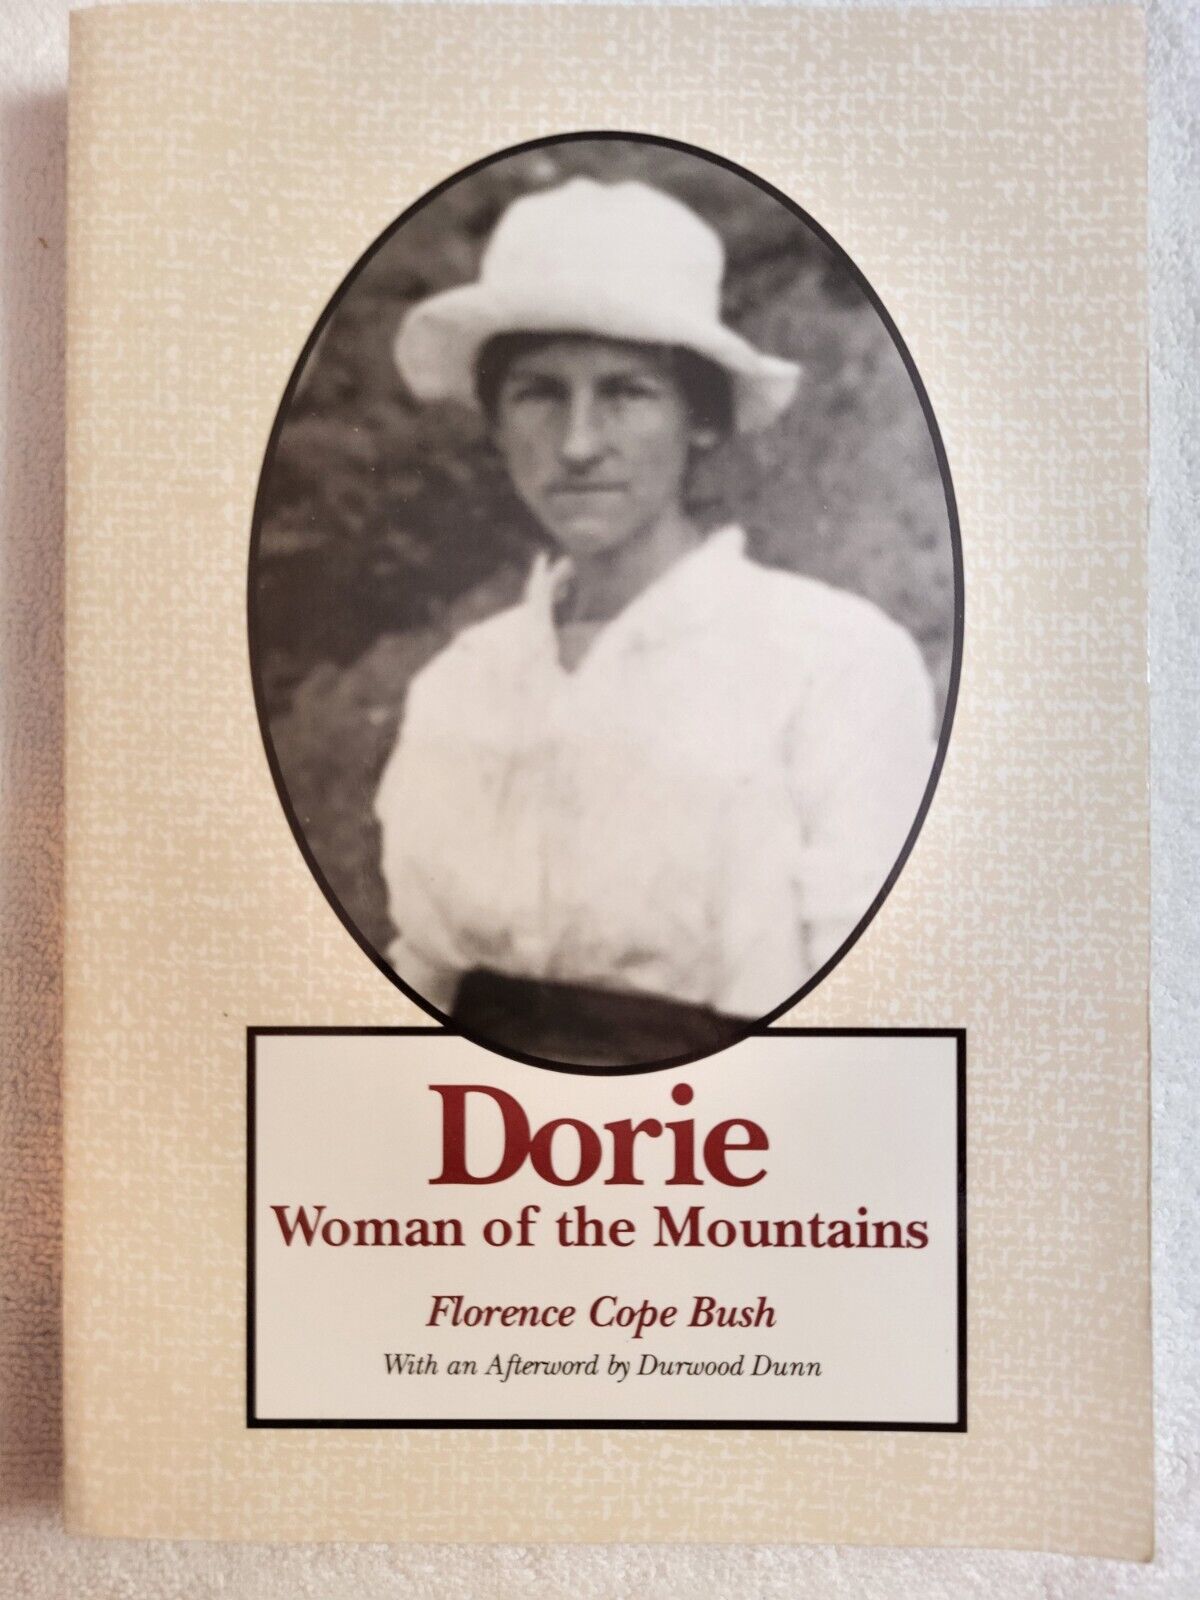 Dorie
Woman of the Mountains
Florence Cope Bush
With an Afterword by Durwood Dunn